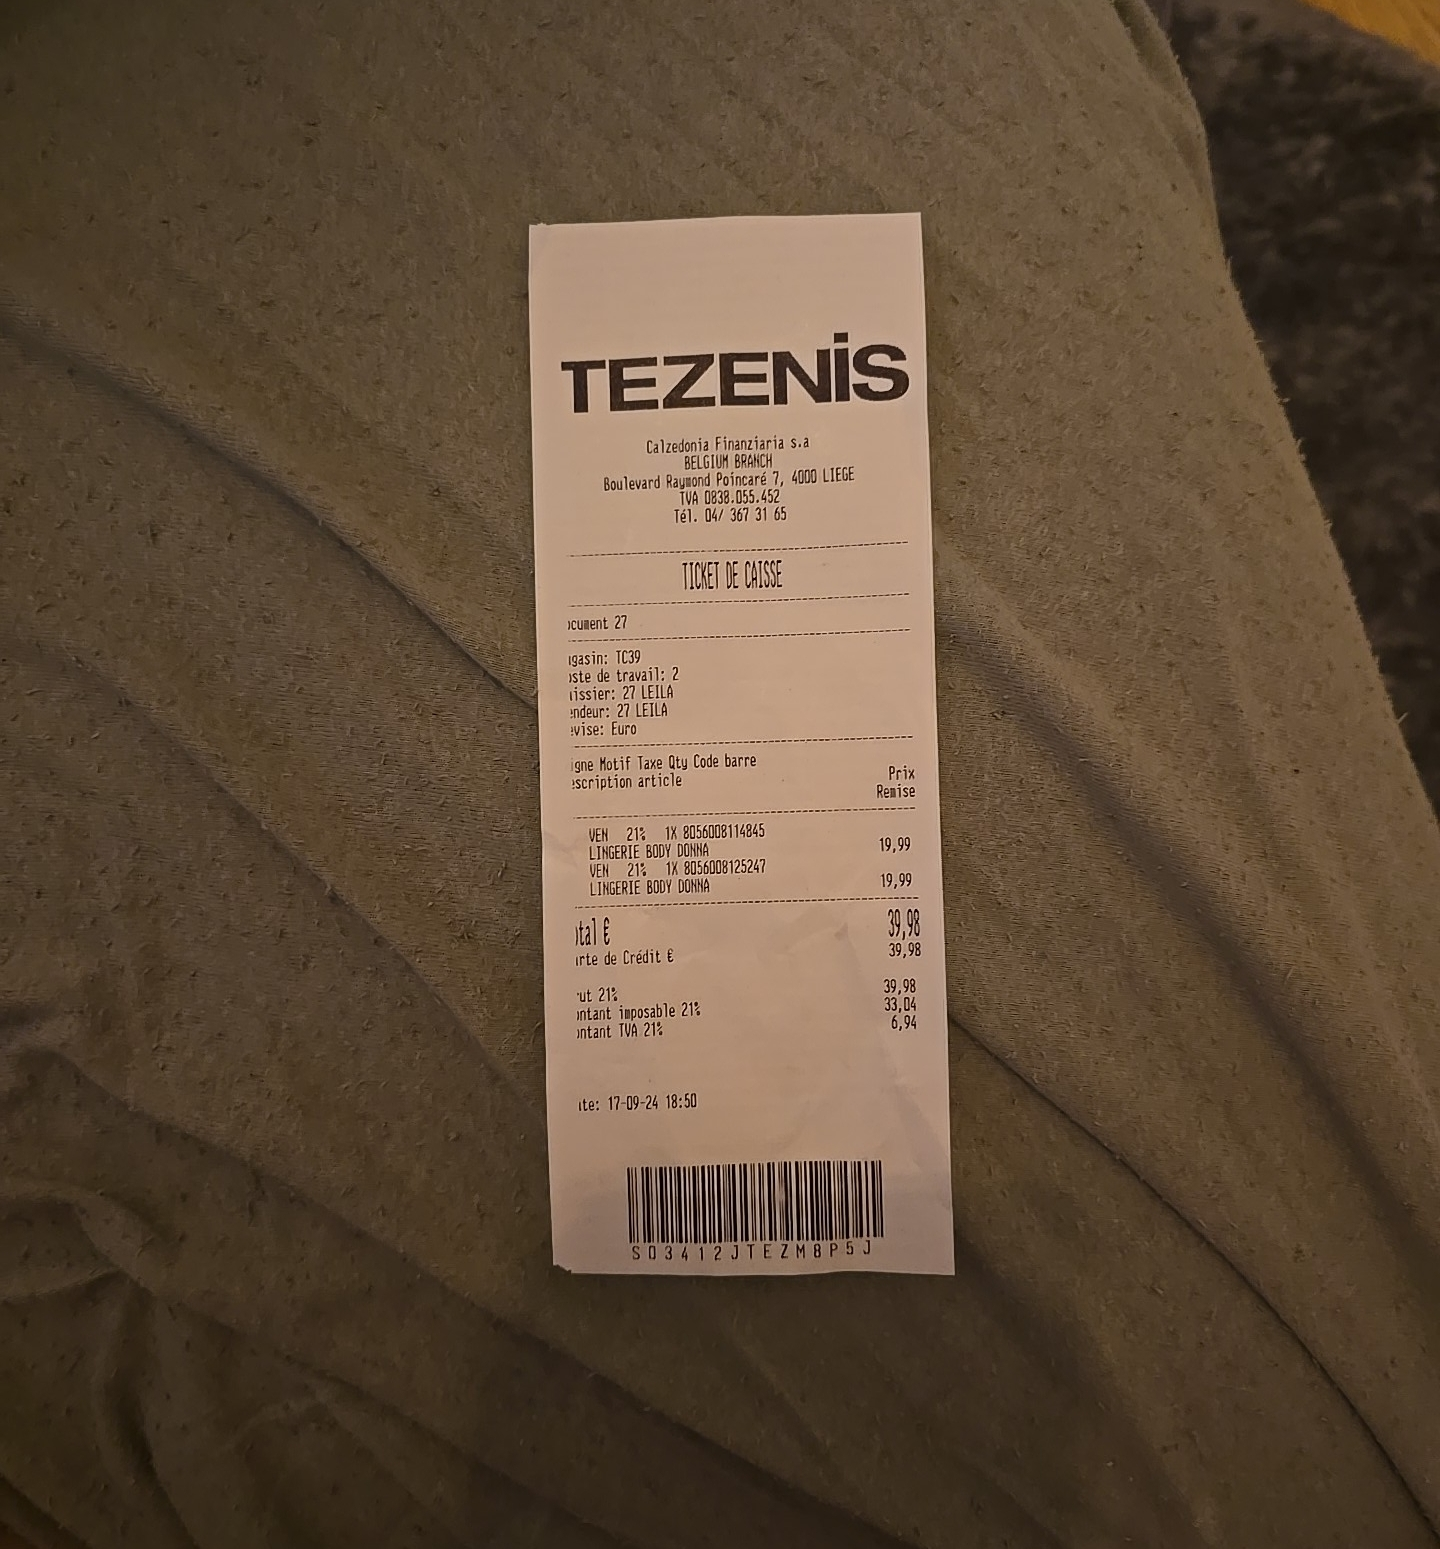 TEZENiS
Calzedonia Finanziaria s.a
BELGIUM BRANCH
Boulevard Raymond Poincaré 7, 4000 LIEGE
TVA 0838.055.452
Tél. 04/ 367 31 65
TICKET DE CAISSE
cument 27
gasin: TC39
ste de travail: 2
issier: 27 LEILA
ndeur: 27 LEILA
vise: Euro
gne Motif Taxe Qty Code barre
scription article
Prix
Remise
VEN 21% 1X 8056008114845
LINGERIE BODY DONNA 19,99
VEN 21% 1X 8056008125247
LINGERIE BODY DONNA 19,99
tal € 39,98
rte de Crédit € 39,98
ut 21% 39,98
ntant imposable 21% 33,04
ntant TVA 21% 6,94
te: 17-09-24 18:50
S03412JTEZM8P5J